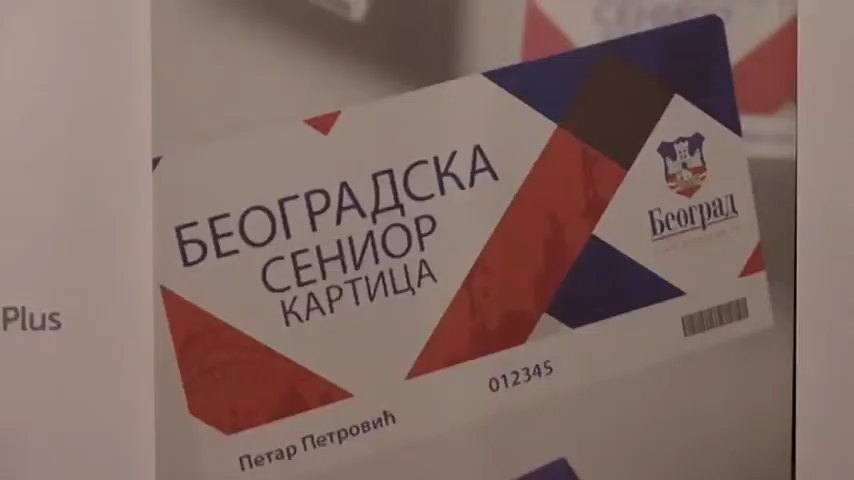 Plus
БЕОГРАДСКА
СЕНИОР
КАРТИЦА
Београд
012345
Петар Петровић